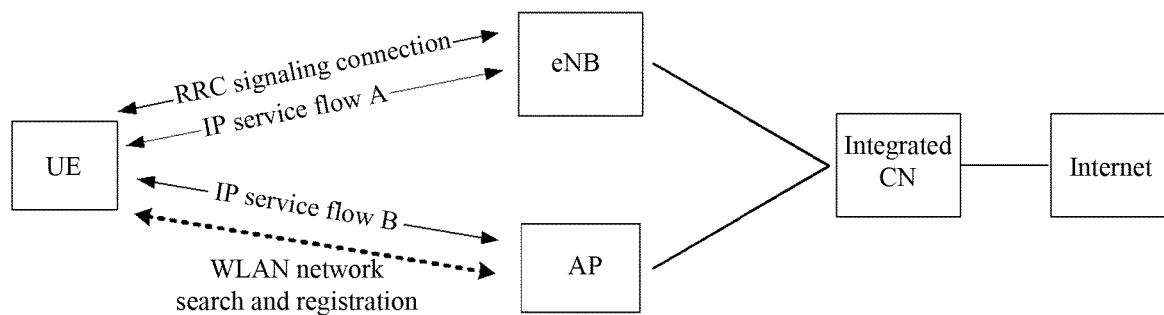 RRC signaling connection
IP service flow A
eNB
UE
Integrated
CN
Internet
IP service flow B
AP
WLAN network
search and registration